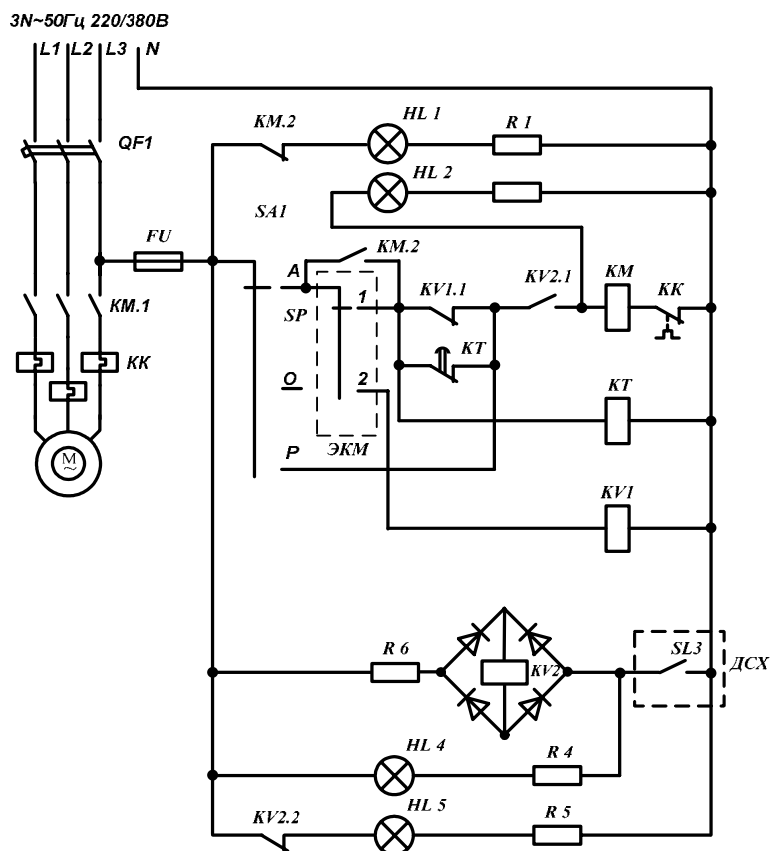 3N~50Гц 220/380В
L1 L2 L3 N
QF1
KM.2
HL 1
R 1
HL 2
SA1
FU
KM.2
A
1
KV1.1
KV2.1
KM
KK
KM.1
SP
KT
KK
O
2
KT
M
~
P
ЭКМ
KV1
SL3
R 6
KV2
ДСХ
HL 4
R 4
KV2.2
HL 5
R 5